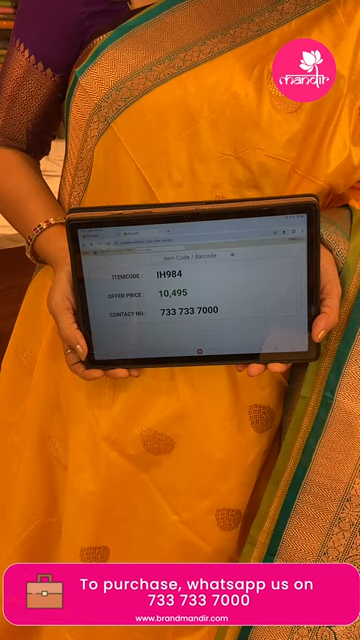 mandir
Item Code / Barcode
ITEMCODE : IH984
OFFER PRICE : 10,495
CONTACT NO : 733 733 7000
To purchase, whatsapp us on
733 733 7000
www.brandmandir.com